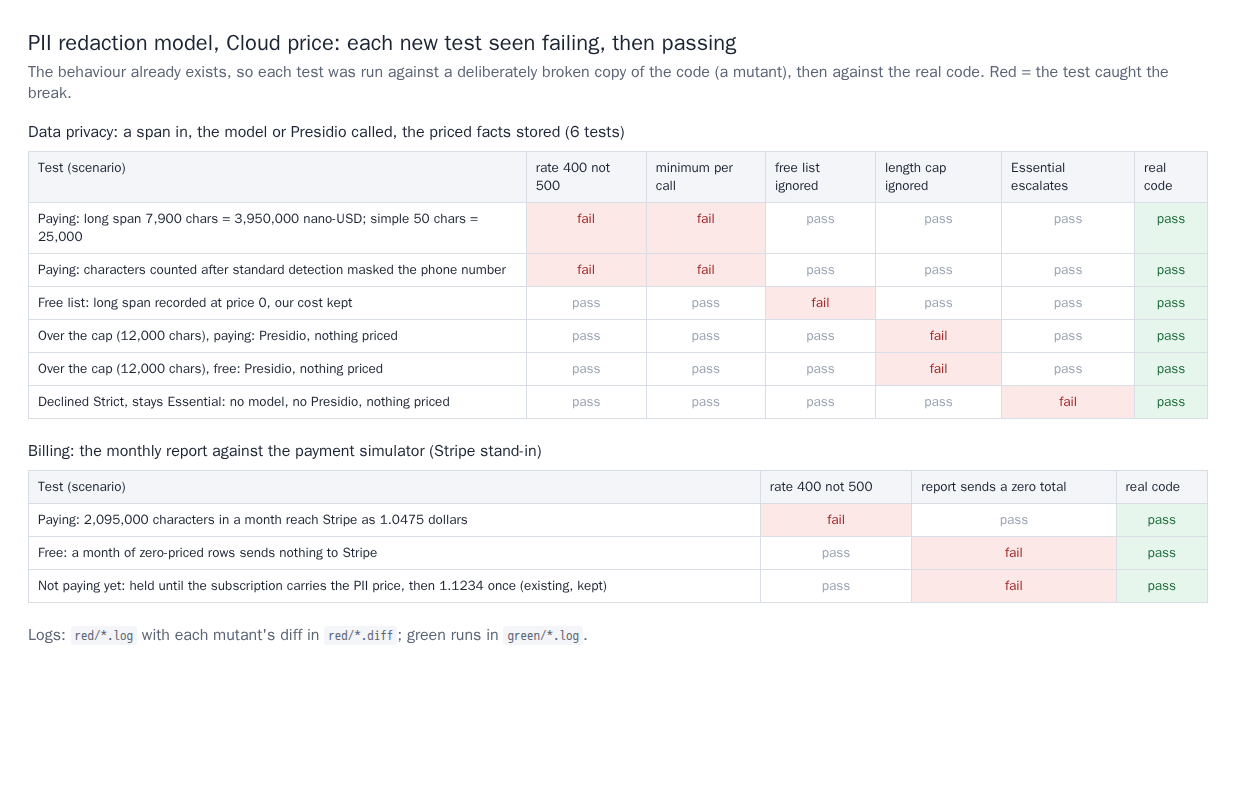 PII redaction model, Cloud price: each new test seen failing, then passing
The behaviour already exists, so each test was run against a deliberately broken copy of the code (a mutant), then against the real code. Red = the test caught the
break.
Data privacy: a span in, the model or Presidio called, the priced facts stored (6 tests)
Test (scenario) rate 400 not 500 minimum per call free list ignored length cap ignored Essential escalates real code
Paying: long span 7,900 chars = 3,950,000 nano-USD; simple 50 chars = 25,000 fail fail pass pass pass pass
Paying: characters counted after standard detection masked the phone number fail fail pass pass pass pass
Free list: long span recorded at price 0, our cost kept pass pass fail pass pass pass
Over the cap (12,000 chars), paying: Presidio, nothing priced pass pass pass fail pass pass
Over the cap (12,000 chars), free: Presidio, nothing priced pass pass pass fail pass pass
Declined Strict, stays Essential: no model, no Presidio, nothing priced pass pass pass pass fail pass
Billing: the monthly report against the payment simulator (Stripe stand-in)
Test (scenario) rate 400 not 500 report sends a zero total real code
Paying: 2,095,000 characters in a month reach Stripe as 1.0475 dollars fail pass pass
Free: a month of zero-priced rows sends nothing to Stripe pass fail pass
Not paying yet: held until the subscription carries the PII price, then 1.1234 once (existing, kept) pass fail pass
Logs: red/*.log with each mutant's diff in red/*.diff; green runs in green/*.log.